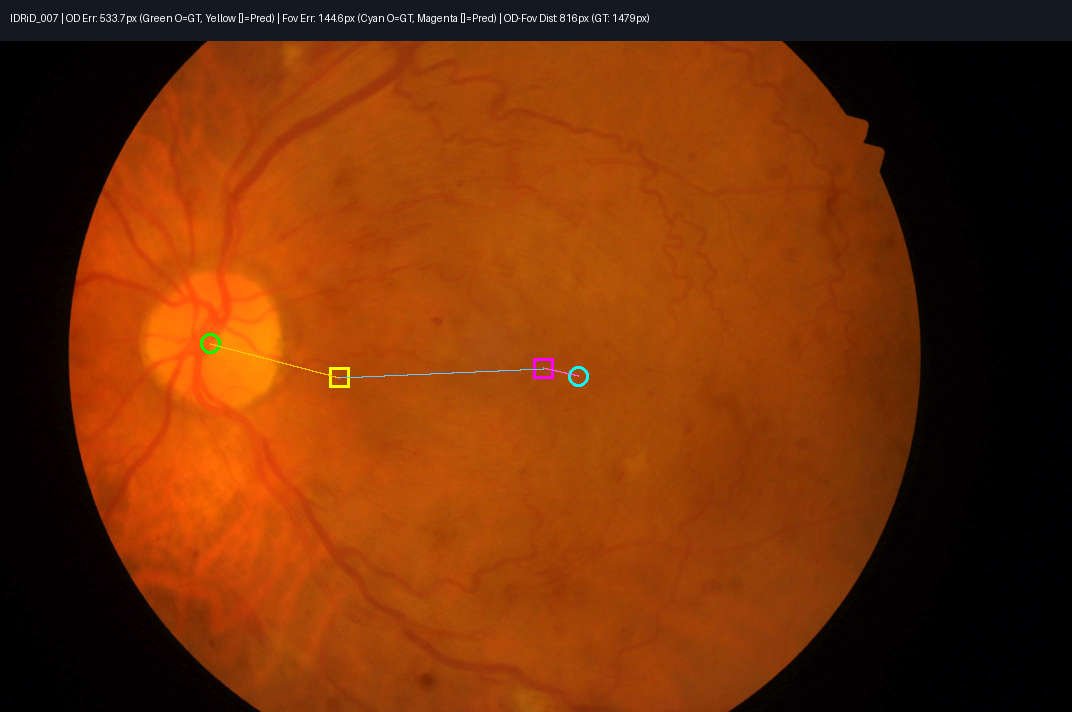 IDRiD_007 | OD Err: 533.7px (Green O=GT, Yellow []=Pred) | Fov Err: 144.6px (Cyan O=GT, Magenta []=Pred) | OD-Fov Dist: 816px (GT: 1479px)